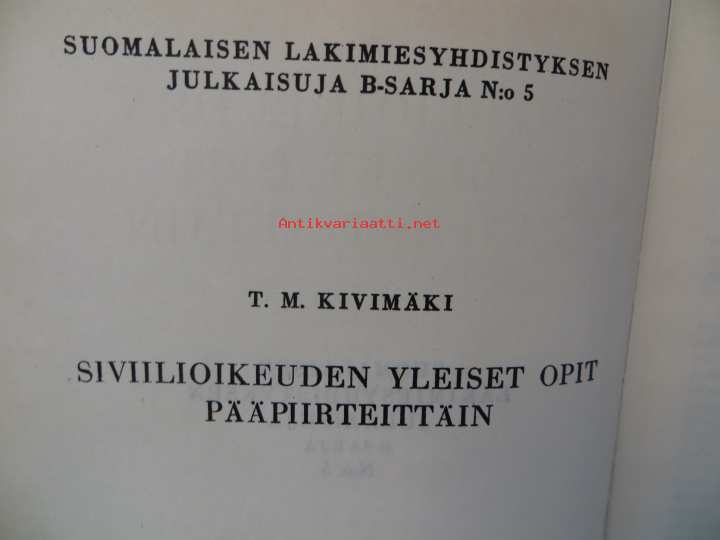 SUOMALAISEN LAKIMIESYHDISTYKSEN
JULKAISUJA B-SARJA N:o 5
Antikvariaatti.net
T. M. KIVIMÄKI
SIVIILIOIKEUDEN YLEISET OPIT
PÄÄPIIRTEITTÄIN